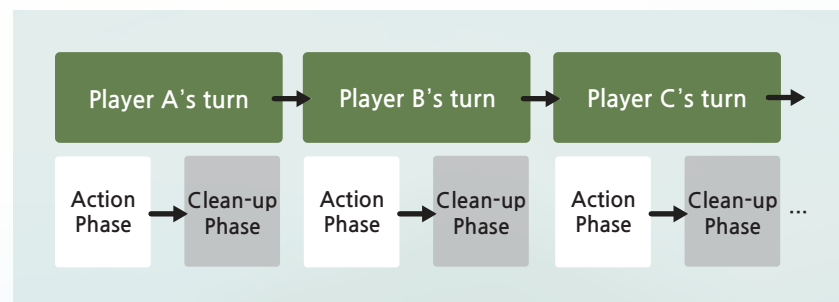 Player A's turn
Player B's turn
Player C's turn
Action
Phase
Clean-up
Phase
Action
Phase
Clean-up
Phase
Action
Phase
Clean-up
Phase
...